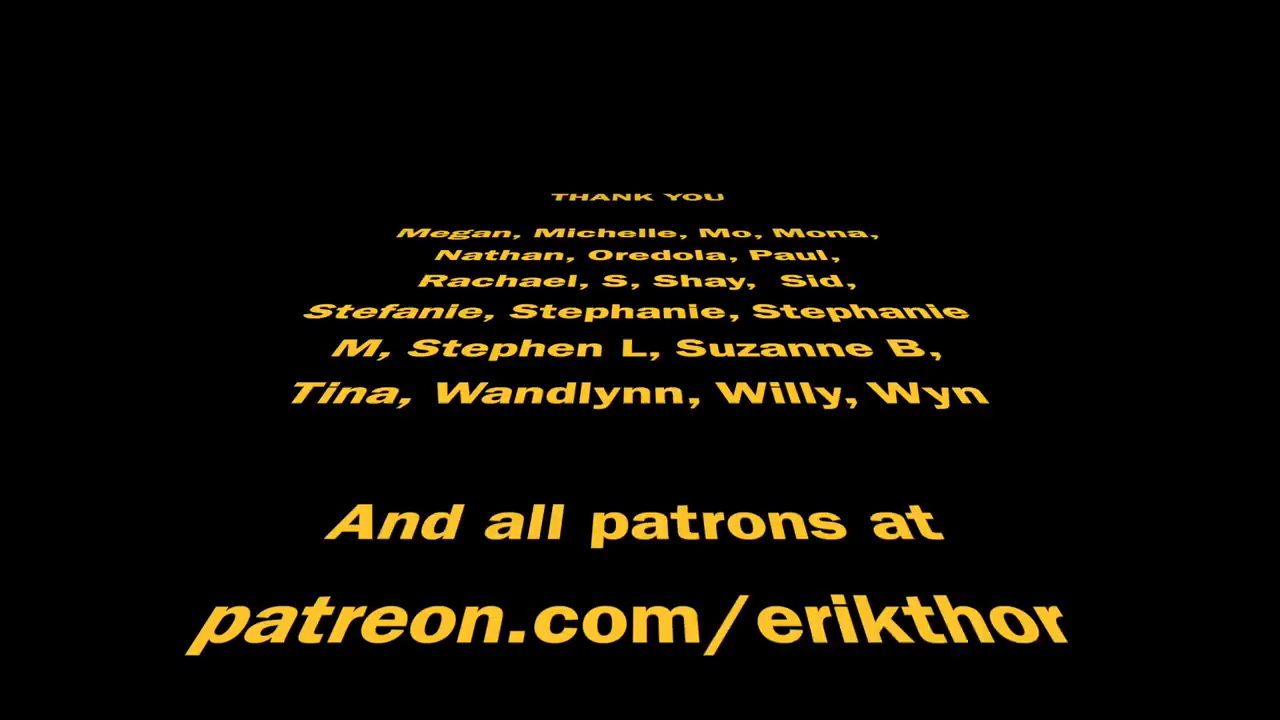 THANK YOU
Megan, Michelle, Mo, Mona,
Nathan, Oredola, Paul,
Rachael, S, Shay, Sid,
Stefanie, Stephanie, Stephanie
M, Stephen L, Suzanne B,
Tina, Wandlynn, Willy, Wyn
And all patrons at
patreon.com/erikthor